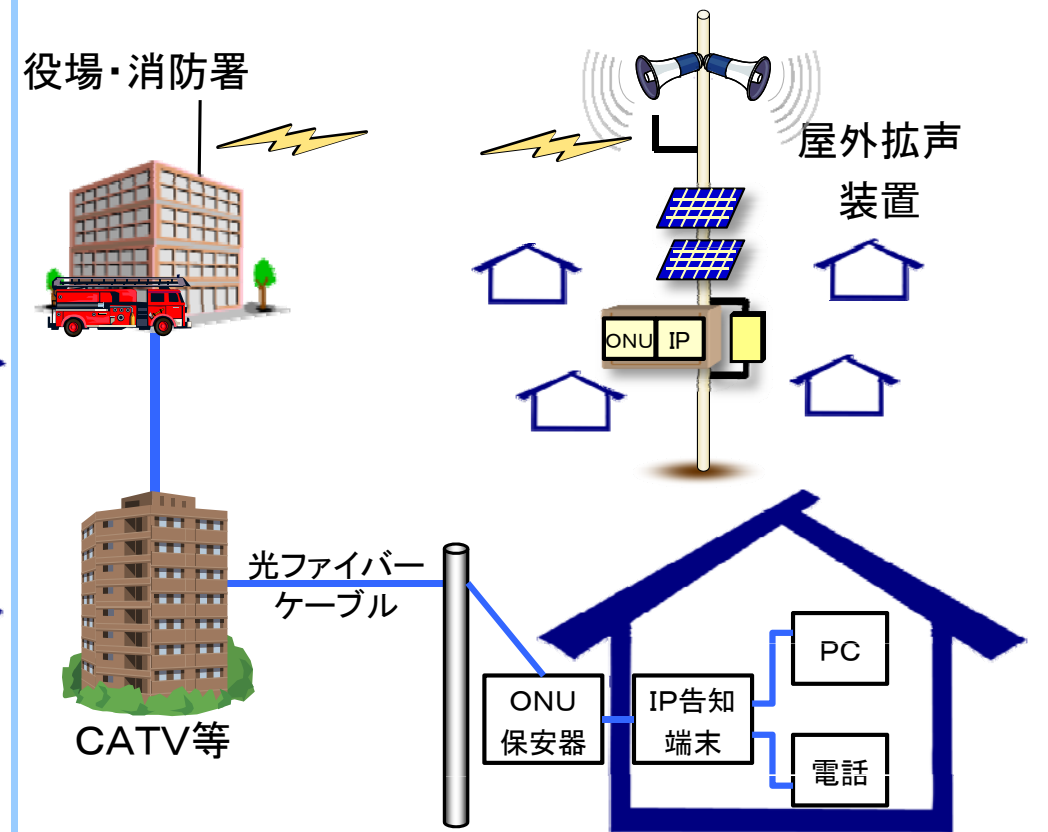 役場・消防署
屋外拡声
装置
ONU
IP
光ファイバー
ケーブル
CATV等
ONU
保安器
IP告知
端末
PC
電話